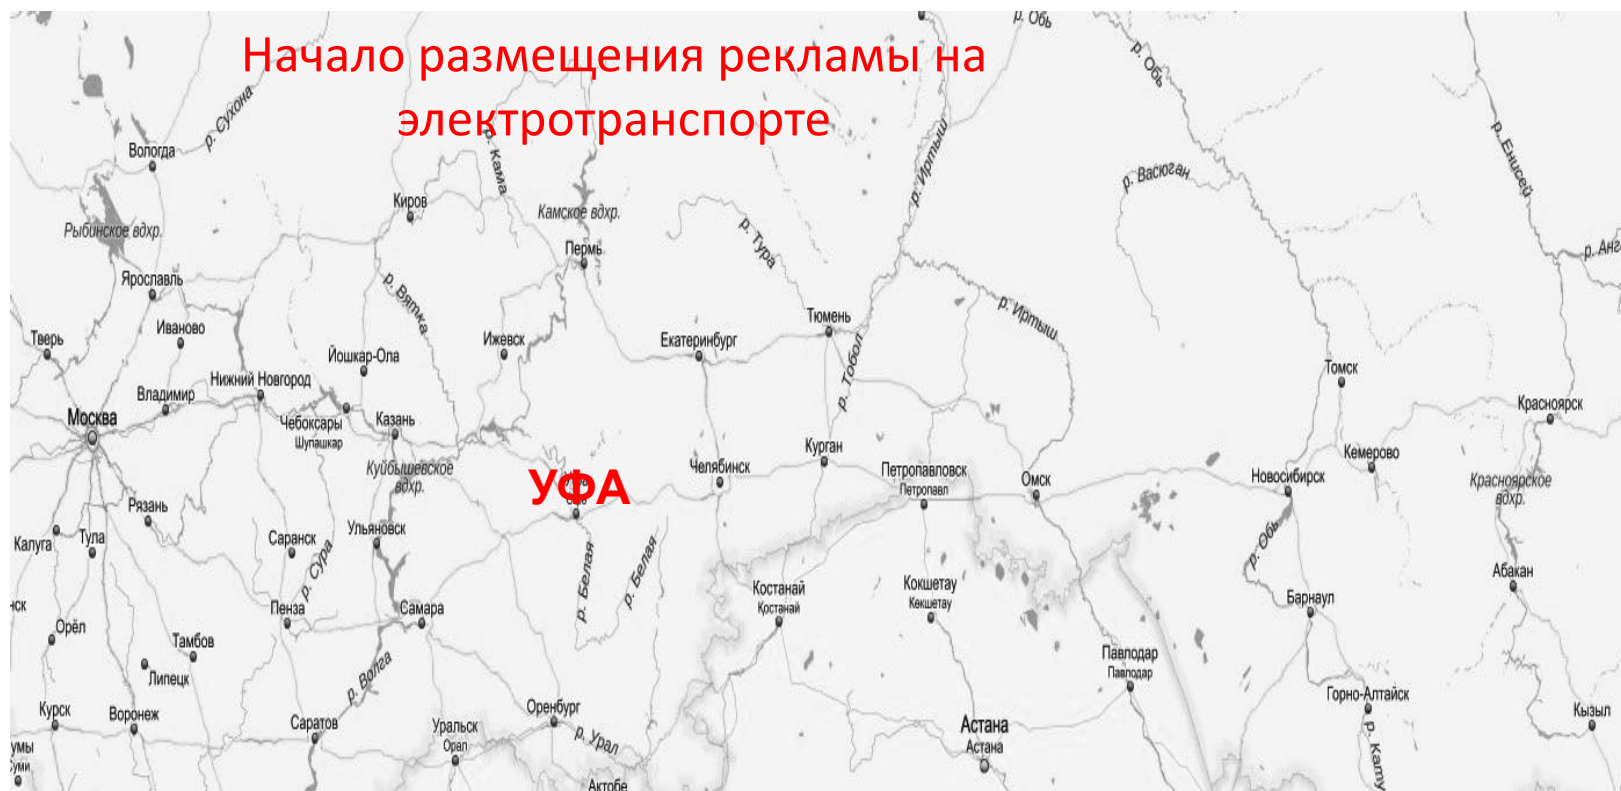 Начало размещения рекламы на
электротранспорте
р. Обь
р. Обь
р. Сухона
Вологда
р. Кама
р. Иртыш
р. Васюган
р. Енисей
Киров
Камское вдхр.
Рыбинское вдхр.
Пермь
р. Тура
Ярославль
р. Вятка
р. Иртыш
Тюмень
Тверь
Иваново
Ижевск
Екатеринбург
Йошкар-Ола
р. Тобол
Томск
Нижний Новгород
Владимир
Москва
Чебоксары
Шупашкар
Казань
Красноярск
Курган
Кемерово
Куйбышевское
вдхр.
УФА
Челябинск
Петропавловск
Петропавл
Омск
Новосибирск
Красноярское
вдхр.
Рязань
Калуга
Тула
Саранск
р. Сура
Ульяновск
р. Белая
р. Белая
р. Обь
Костанай
Қостанай
Кокшетау
Көкшетау
Абакан
Барнаул
Пенза
Самара
Орёл
Тамбов
Липецк
р. Волга
Павлодар
Павлодар
Горно-Алтайск
Курск
Воронеж
Саратов
Уральск
Орал
Оренбург
р. Урал
Астана
Астана
Кызыл
Актобе